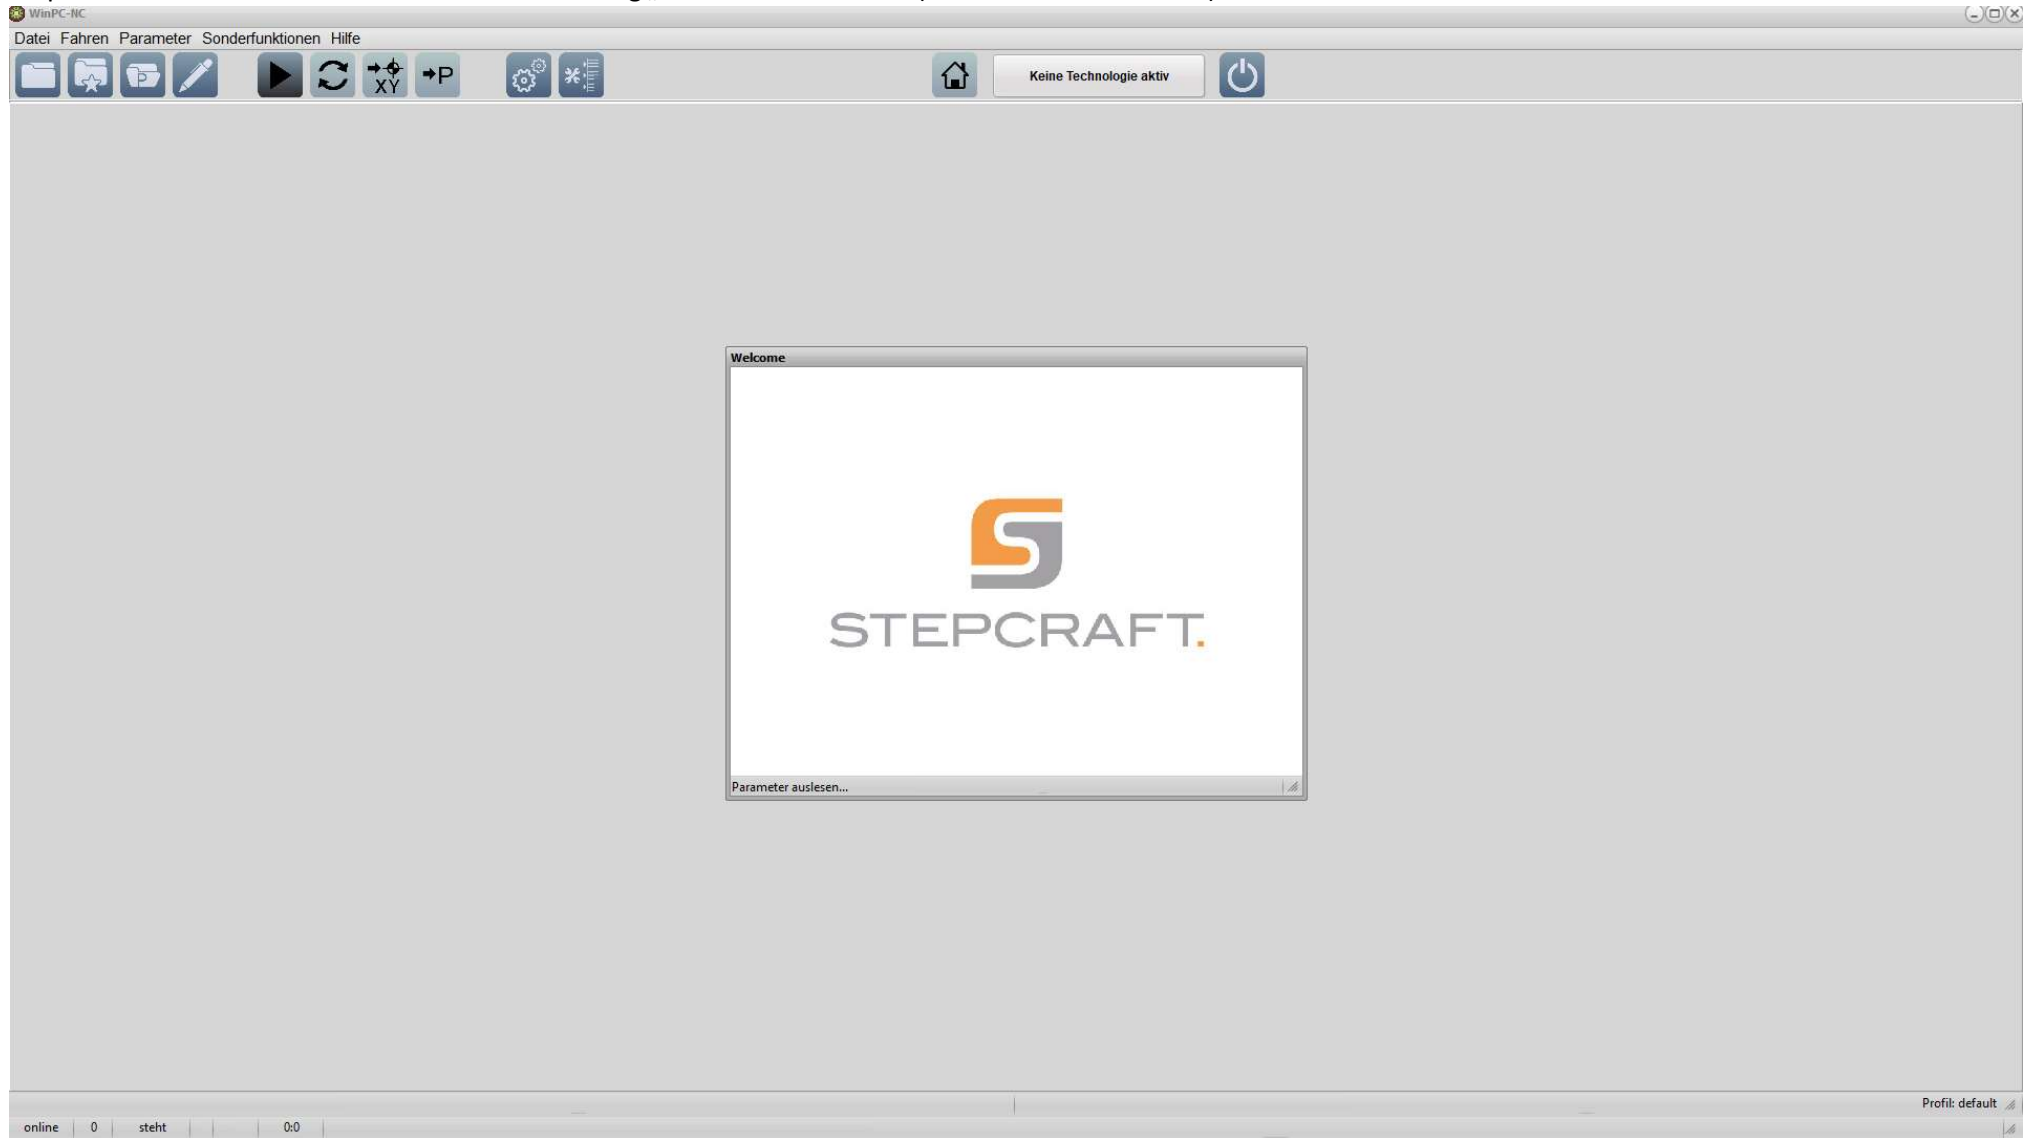 WinPC-NC
Datei Fahren Parameter Sonderfunktionen Hilfe
XY P Keine Technologie aktiv
Welcome
STEPCRAFT.
Parameter auslesen...
Profil: default
online 0 steht 0:0